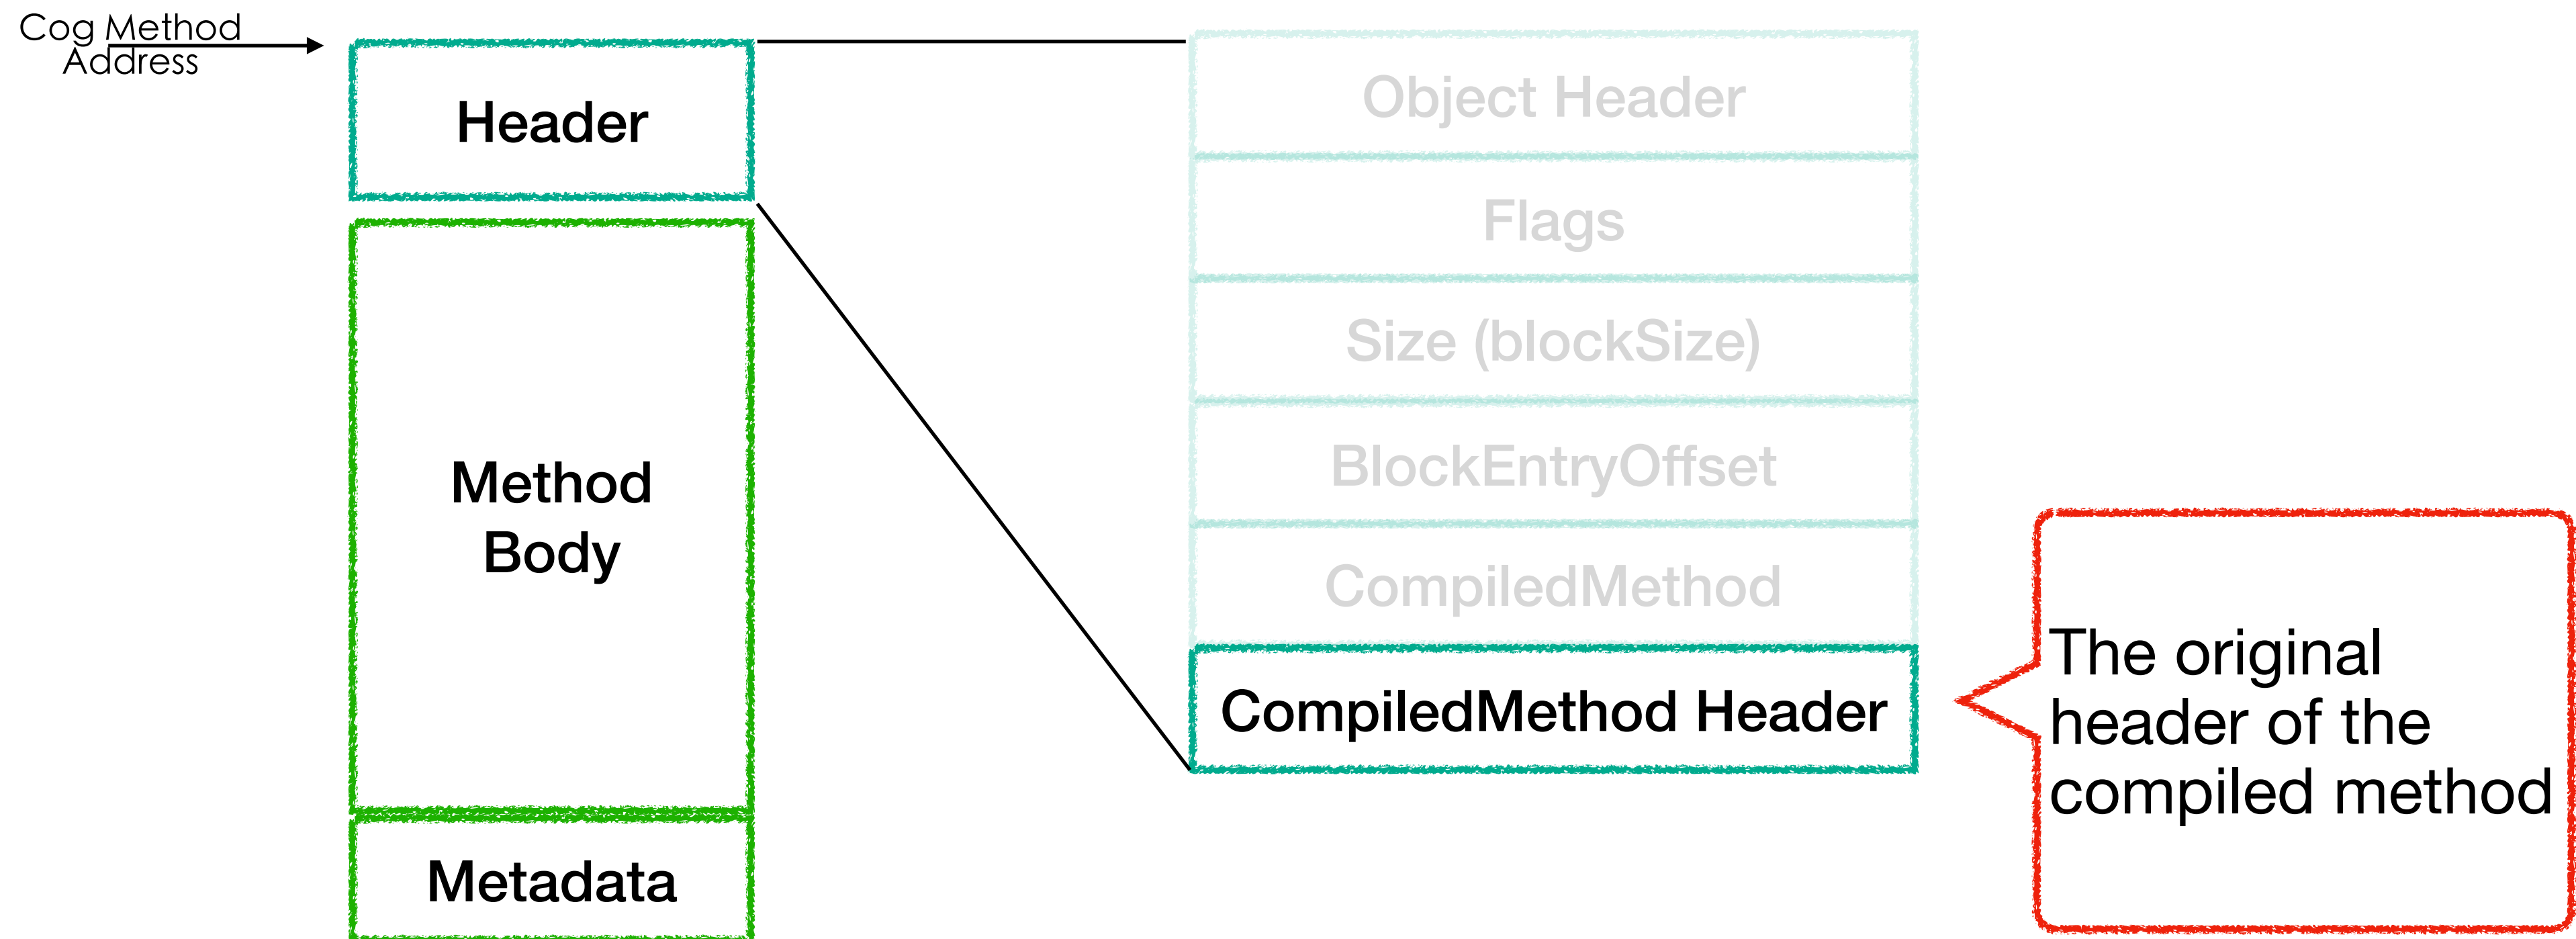 Cog Method
Address
Header
Method
Body
Metadata
Object Header
Flags
Size (blockSize)
BlockEntryOffset
CompiledMethod
CompiledMethod Header
The original
header of the
compiled method